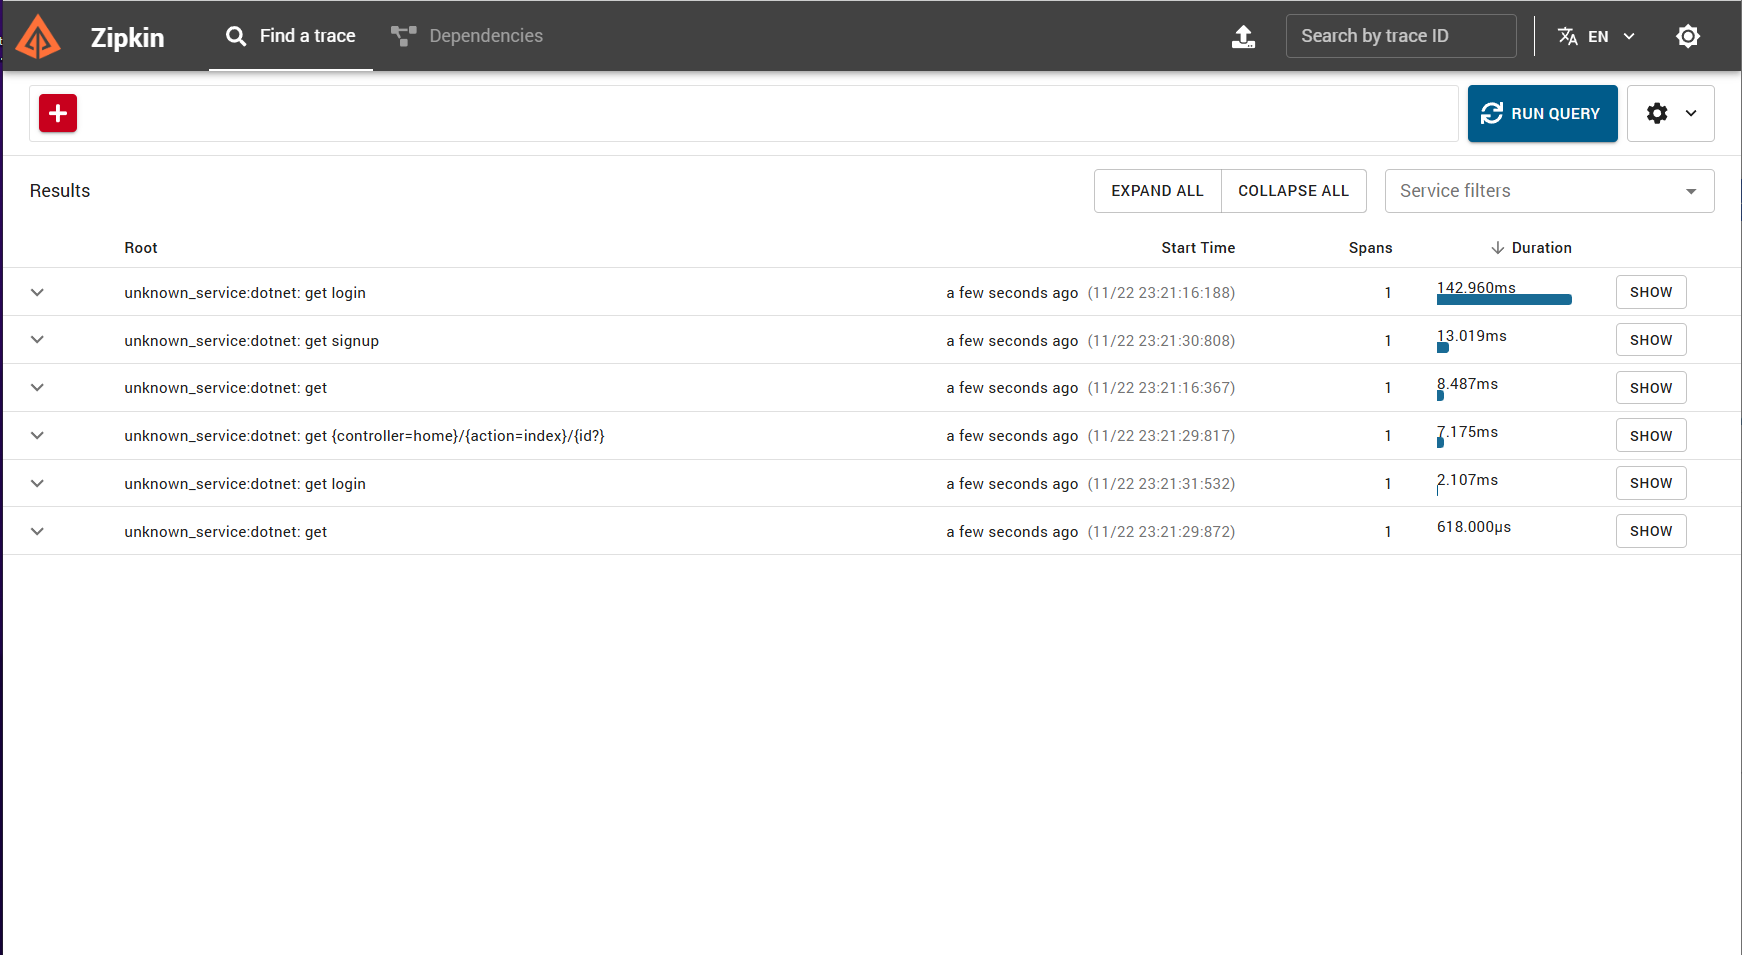 Zipkin Find a trace Dependencies Search by trace ID EN
RUN QUERY
Results EXPAND ALL COLLAPSE ALL Service filters
Root Start Time Spans Duration
unknown_service:dotnet: get login a few seconds ago (11/22 23:21:16:188) 1 142.960ms SHOW
unknown_service:dotnet: get signup a few seconds ago (11/22 23:21:30:808) 1 13.019ms SHOW
unknown_service:dotnet: get a few seconds ago (11/22 23:21:16:367) 1 8.487ms SHOW
unknown_service:dotnet: get {controller=home}/{action=index}/{id?} a few seconds ago (11/22 23:21:29:817) 1 7.175ms SHOW
unknown_service:dotnet: get login a few seconds ago (11/22 23:21:31:532) 1 2.107ms SHOW
unknown_service:dotnet: get a few seconds ago (11/22 23:21:29:872) 1 618.000μs SHOW